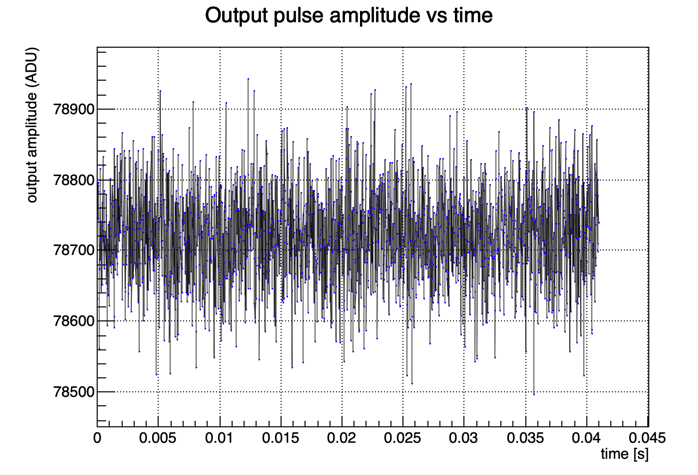 Output pulse amplitude vs time
output amplitude (ADU)
78900
78800
78700
78600
78500
0 0.005 0.01 0.015 0.02 0.025 0.03 0.035 0.04 0.045
time [s]